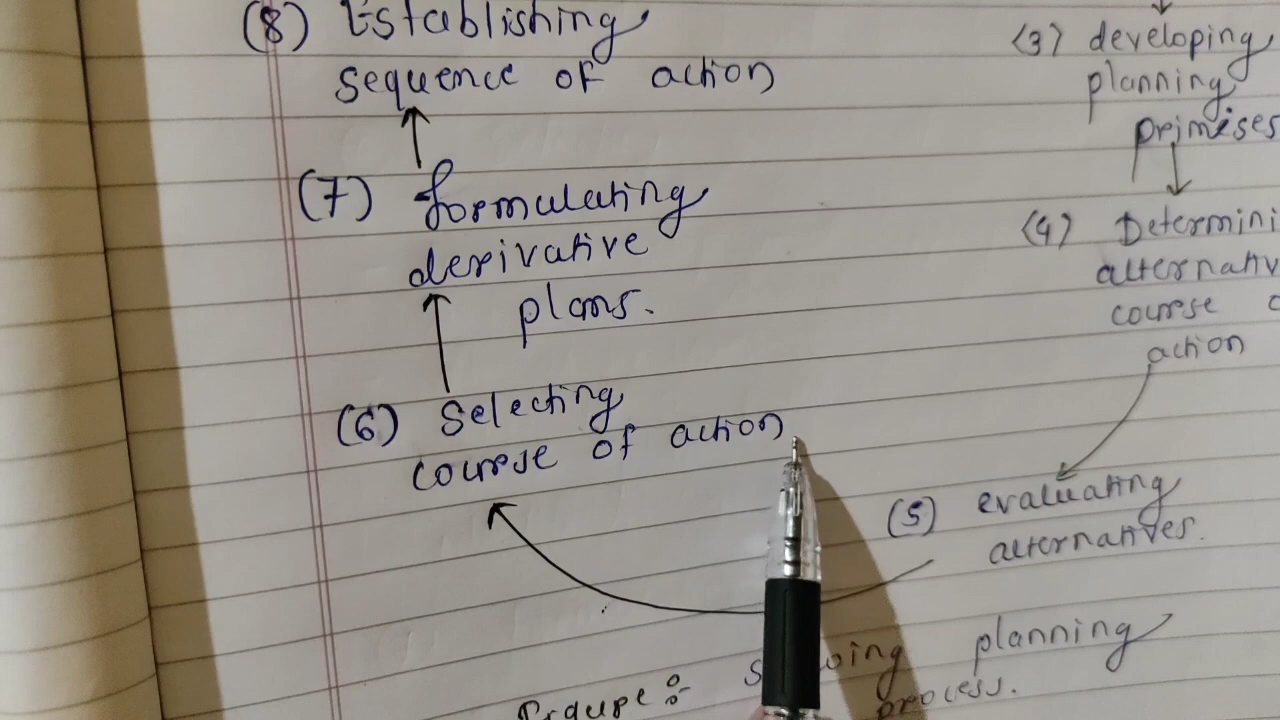 (8) Establishing
sequence of action
(7) formulating
derivative
plans.
(6) Selecting
course of action
(3) developing
planning
primises
(4) Determini
alternativ
course
action
(5) evaluating
alternatives.
planning
process.